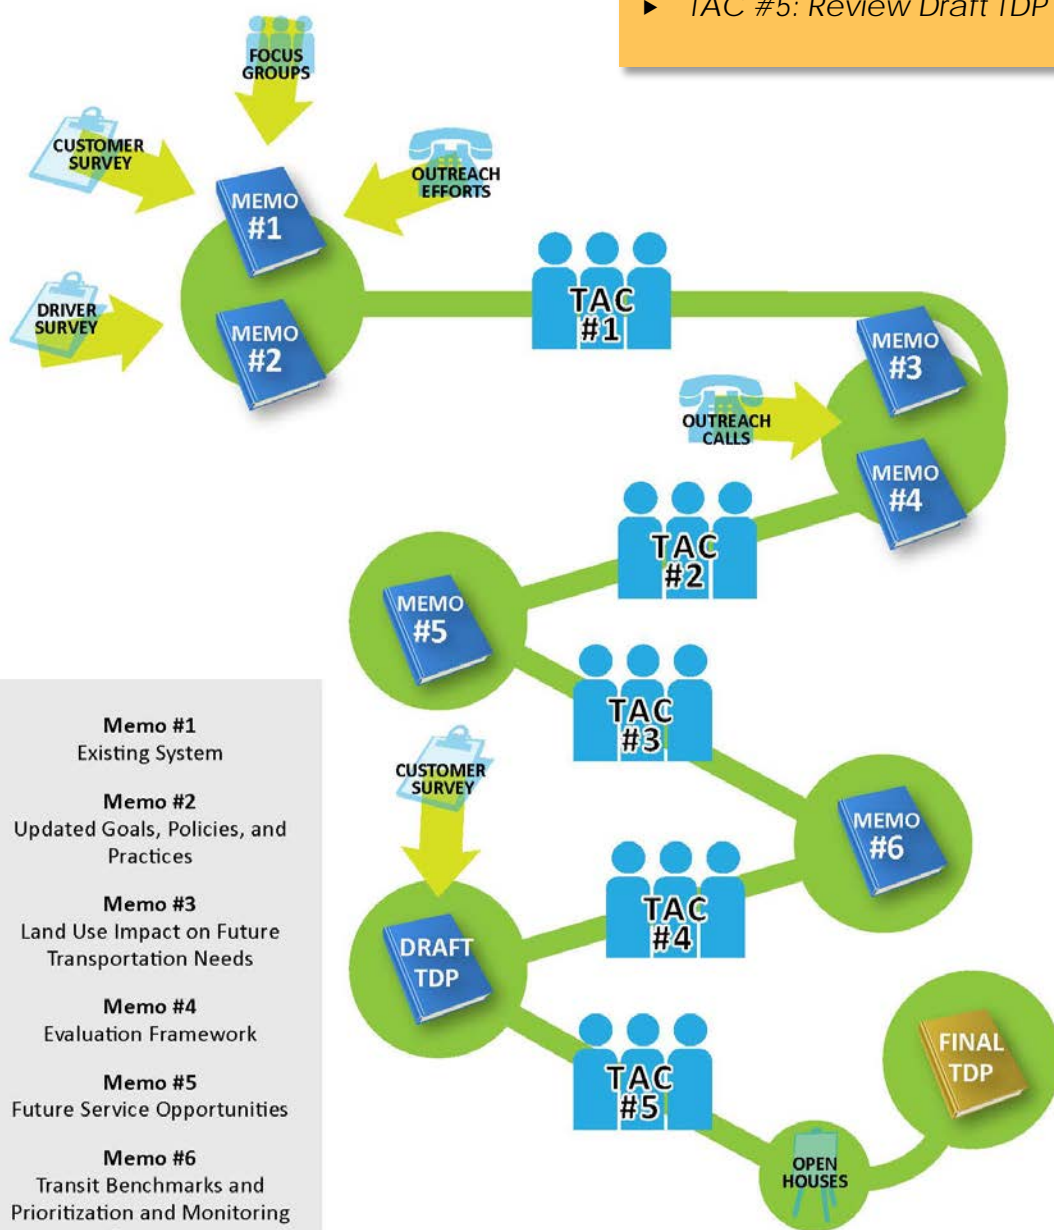 ▶ TAC #5: Review Draft TDP
FOCUS
GROUPS
CUSTOMER
SURVEY
OUTREACH
EFFORTS
MEMO
#1
DRIVER
SURVEY
MEMO
#2
TAC
#1
MEMO
#3
OUTREACH
CALLS
MEMO
#4
TAC
#2
MEMO
#5
TAC
#3
CUSTOMER
SURVEY
MEMO
#6
TAC
#4
DRAFT
TDP
TAC
#5
FINAL
TDP
OPEN
HOUSES
Memo #1
Existing System
Memo #2
Updated Goals, Policies, and
Practices
Memo #3
Land Use Impact on Future
Transportation Needs
Memo #4
Evaluation Framework
Memo #5
Future Service Opportunities
Memo #6
Transit Benchmarks and
Prioritization and Monitoring